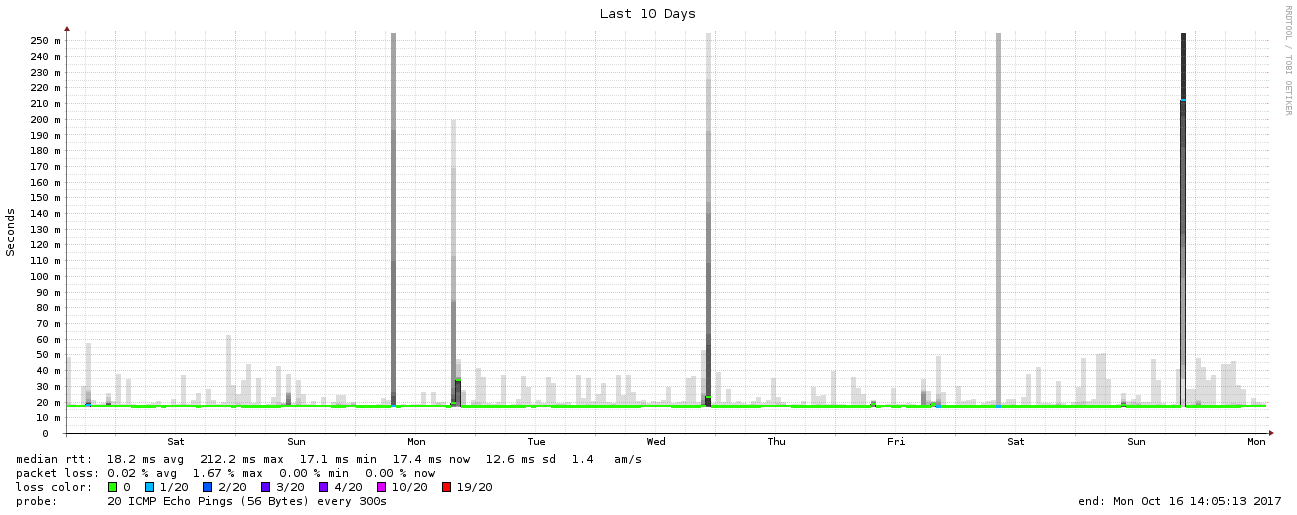 Last 10 Days
RRDTOOL / TOBI OETIKER
Seconds
250 m
240 m
230 m
220 m
210 m
200 m
190 m
180 m
170 m
160 m
150 m
140 m
130 m
120 m
110 m
100 m
90 m
80 m
70 m
60 m
50 m
40 m
30 m
20 m
10 m
0
Sat Sun Mon Tue Wed Thu Fri Sat Sun Mon
median rtt: 18.2 ms avg 212.2 ms max 17.1 ms min 17.4 ms now 12.6 ms sd 1.4 am/s
packet loss: 0.02 % avg 1.67 % max 0.00 % min 0.00 % now
loss color: 0 1/20 2/20 3/20 4/20 10/20 19/20
probe: 20 ICMP Echo Pings (56 Bytes) every 300s end: Mon Oct 16 14:05:13 2017